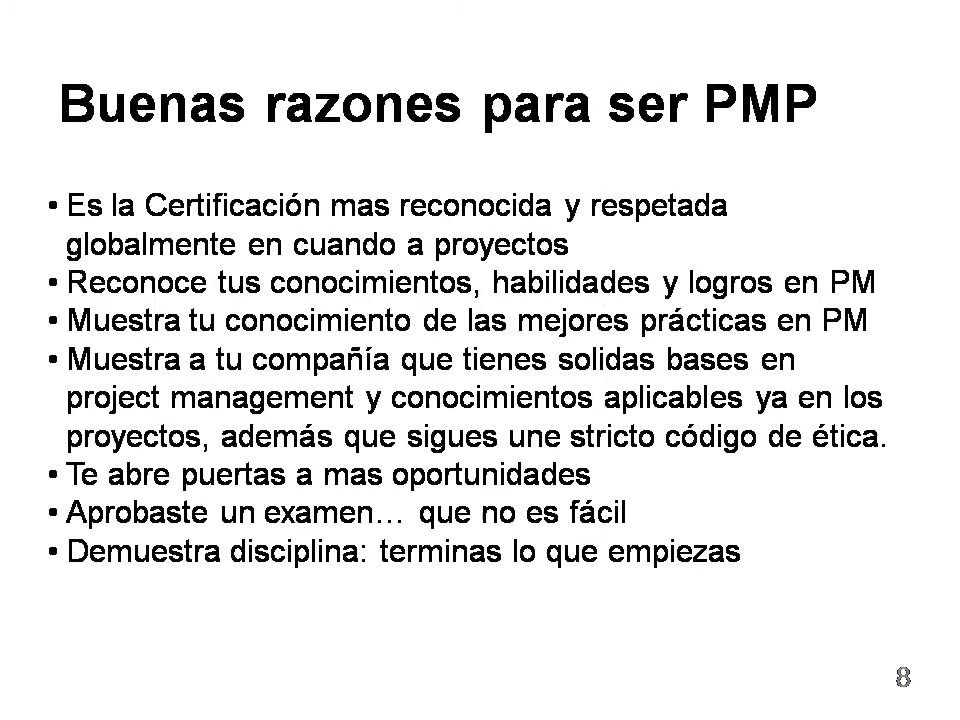 Buenas razones para ser PMP
• Es la Certificación mas reconocida y respetada
globalmente en cuando a proyectos
• Reconoce tus conocimientos, habilidades y logros en PM
• Muestra tu conocimiento de las mejores prácticas en PM
• Muestra a tu compañía que tienes solidas bases en
project management y conocimientos aplicables ya en los
proyectos, además que sigues une stricto código de ética.
• Te abre puertas a mas oportunidades
• Aprobaste un examen… que no es fácil
• Demuestra disciplina: terminas lo que empiezas
8